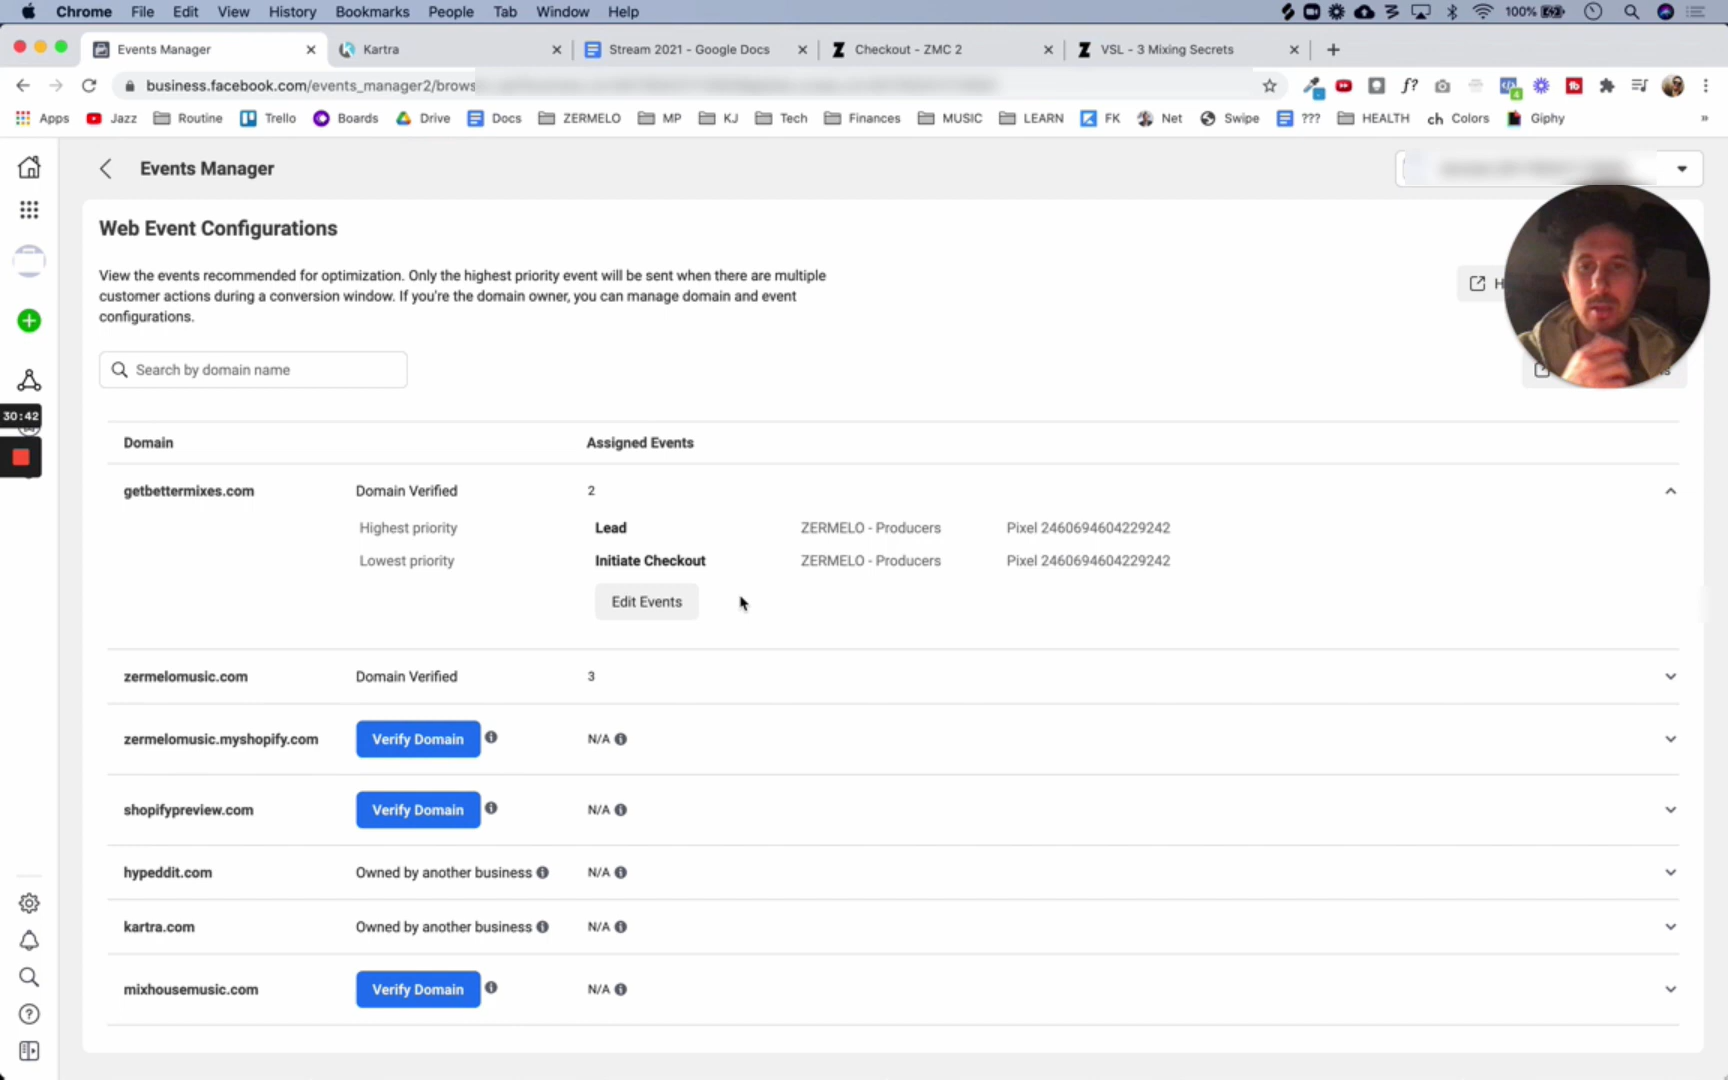 Chrome File Edit View History Bookmarks People Tab Window Help 100%
Events Manager Kartra Stream 2021 - Google Docs Checkout - ZMC 2 VSL - 3 Mixing Secrets
business.facebook.com/events_manager2/brows
Apps Jazz Routine Trello Boards Drive Docs ZERMELO MP KJ Tech Finances MUSIC LEARN FK Net Swipe ??? HEALTH ch Colors Giphy »
Events Manager
Web Event Configurations
View the events recommended for optimization. Only the highest priority event will be sent when there are multiple
customer actions during a conversion window. If you're the domain owner, you can manage domain and event
configurations.
Search by domain name
30:42
Domain Assigned Events
getbettermixes.com Domain Verified 2
Highest priority Lead ZERMELO - Producers Pixel 2460694604229242
Lowest priority Initiate Checkout ZERMELO - Producers Pixel 2460694604229242
Edit Events
zermelomusic.com Domain Verified 3
zermelomusic.myshopify.com Verify Domain N/A
shopifypreview.com Verify Domain N/A
hypeddit.com Owned by another business N/A
kartra.com Owned by another business N/A
mixhousemusic.com Verify Domain N/A